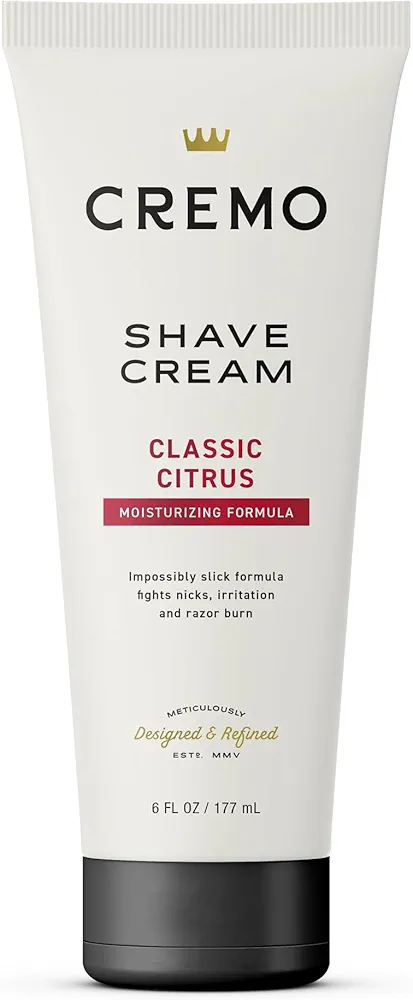 CREMO
SHAVE
CREAM
CLASSIC
CITRUS
MOISTURIZING FORMULA
Impossibly slick formula
fights nicks, irritation
and razor burn
METICULOUSLY
Designed & Refined
ESTD. MMV
6 FL OZ / 177 mL